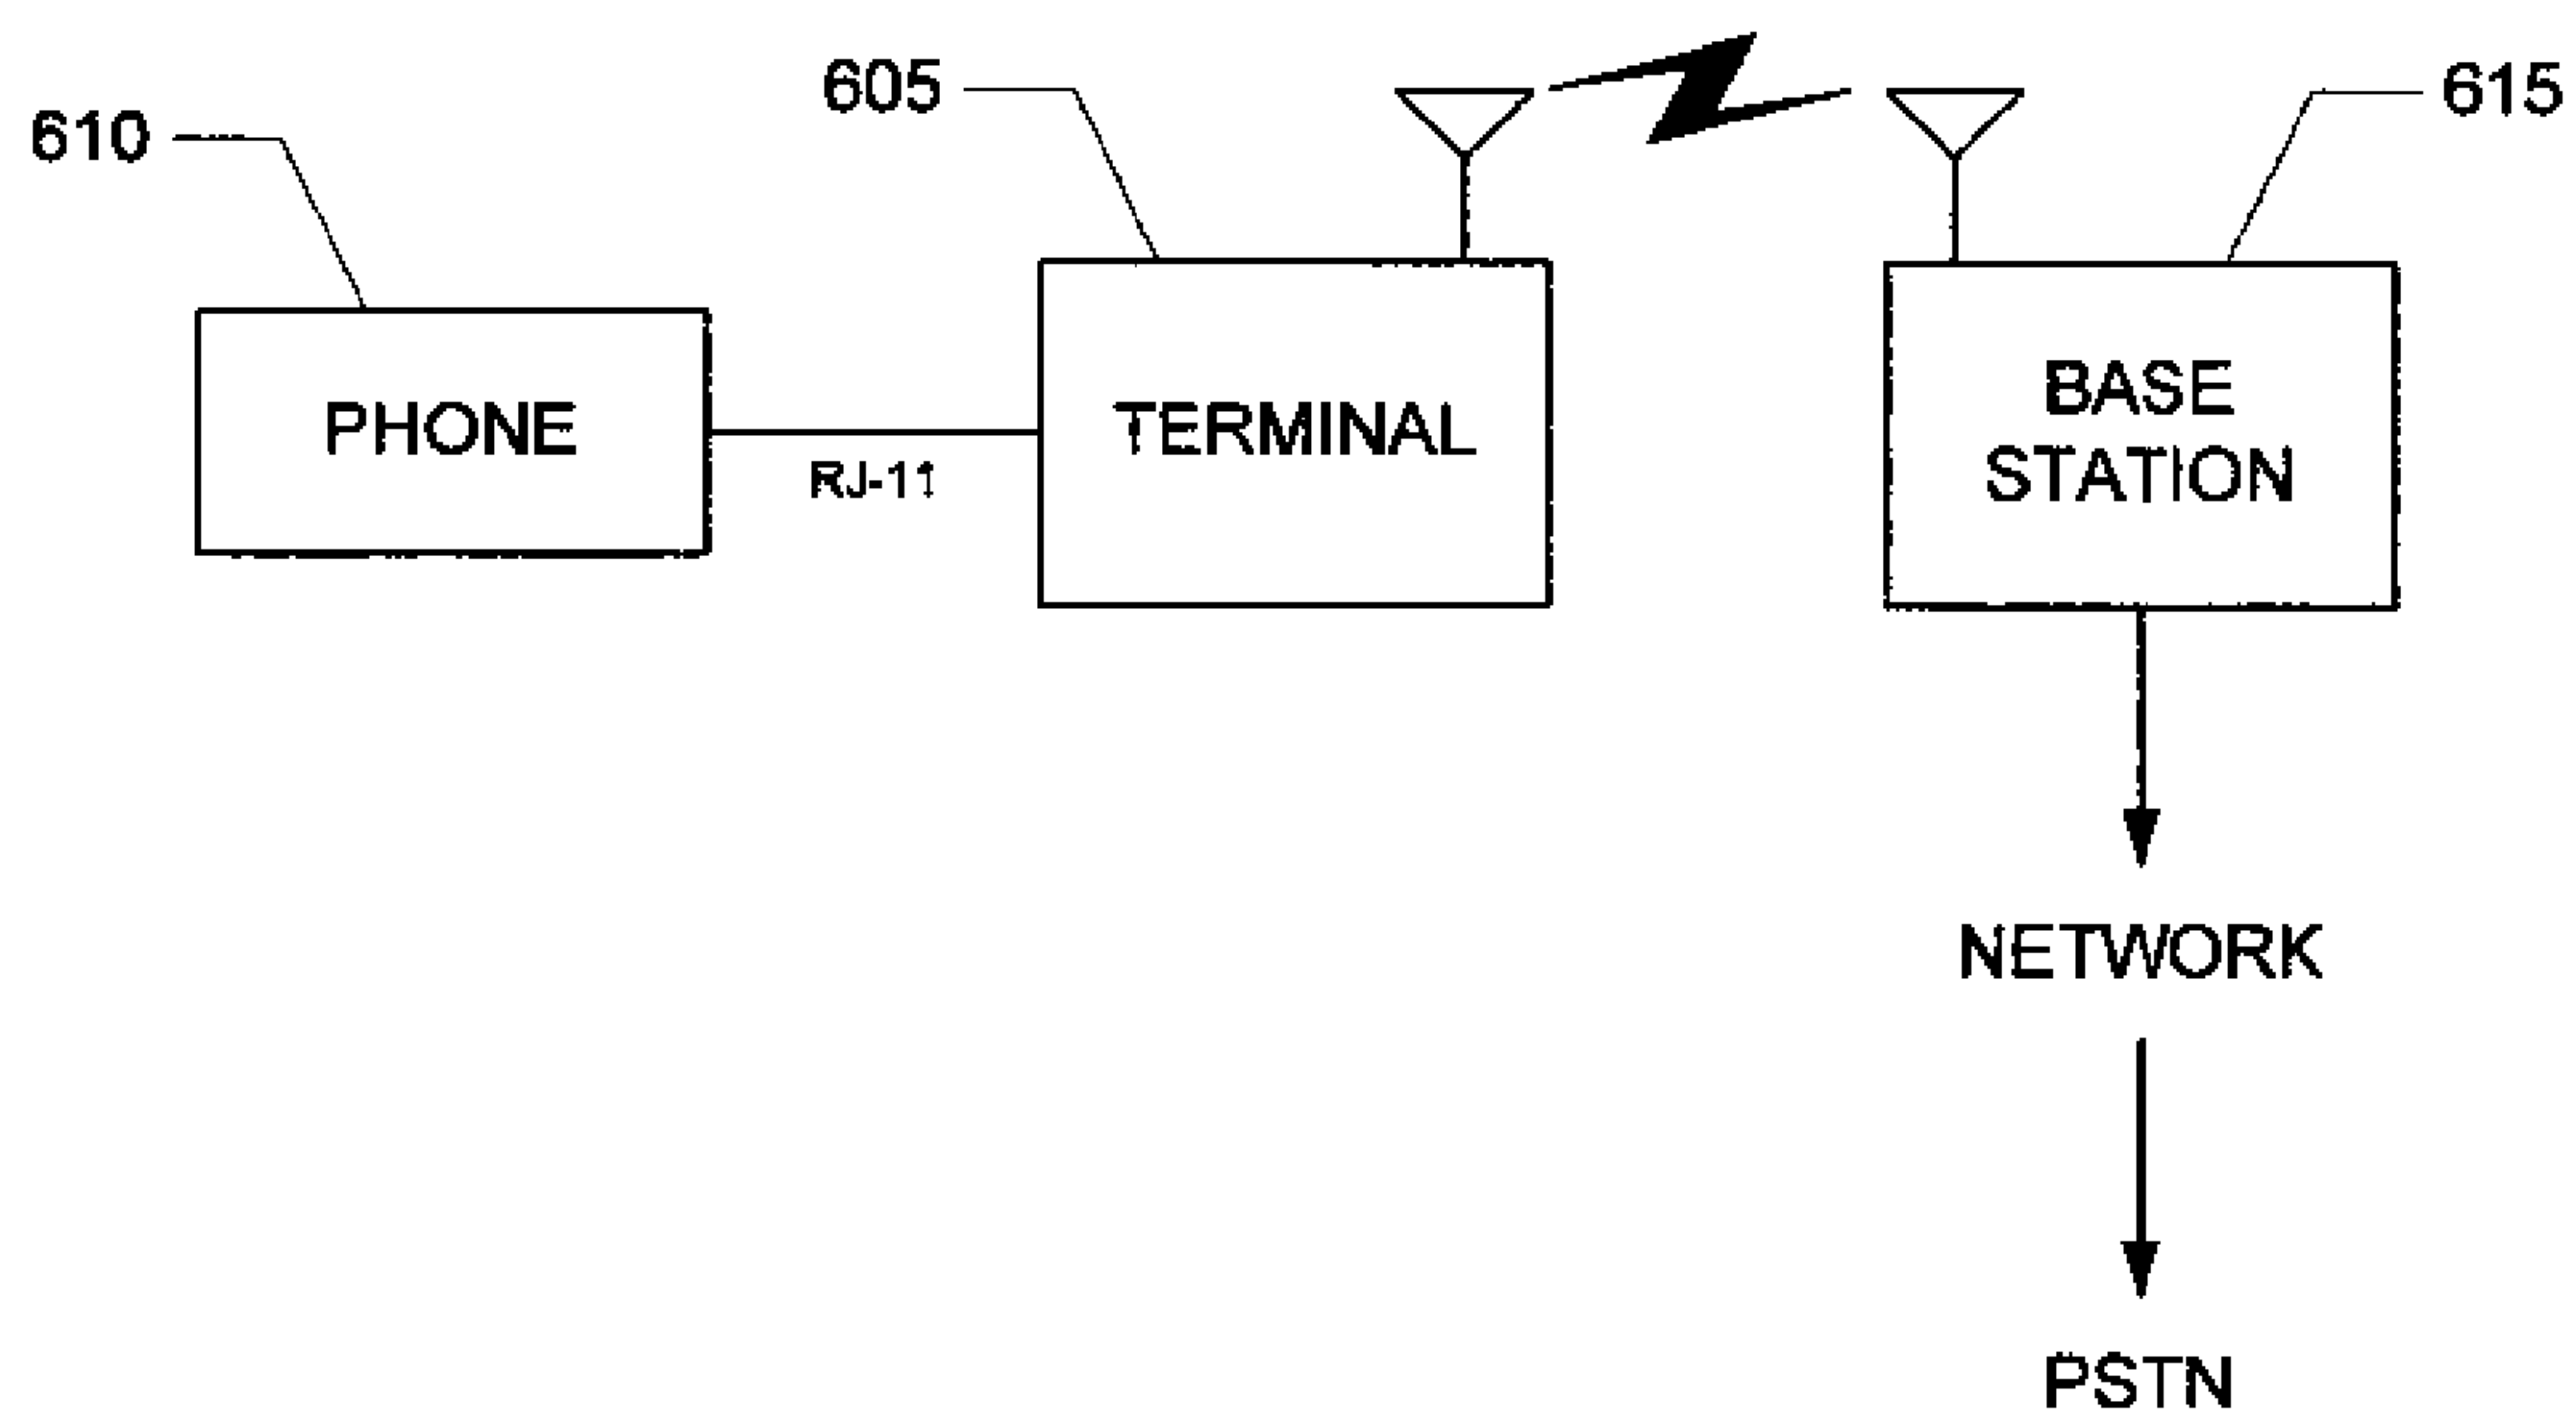 605
615
610
PHONE
RJ-11
TERMINAL
BASE
STATION
NETWORK
PSTN